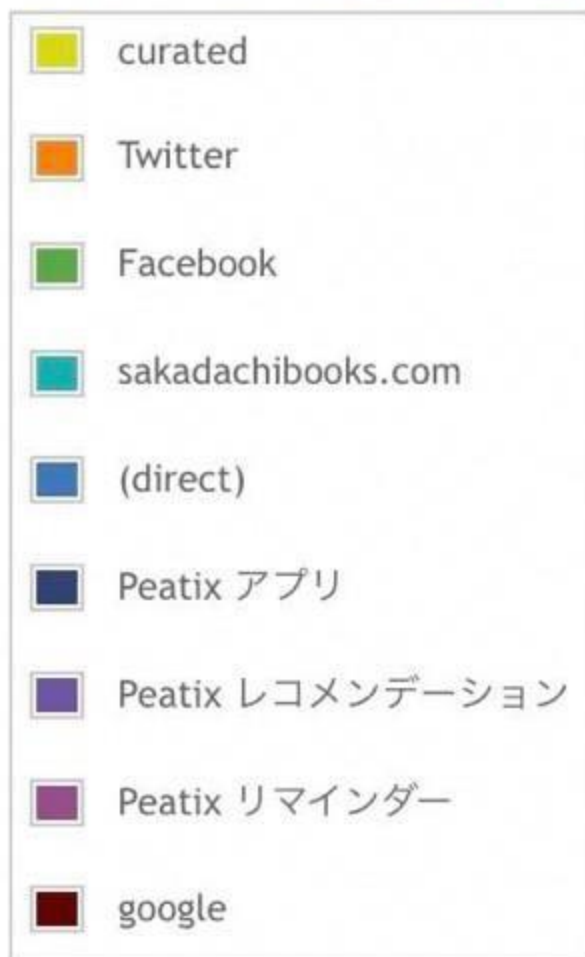 curated
Twitter
Facebook
sakadachibooks.com
(direct)
Peatix アプリ
Peatix レコメンデーション
Peatix リマインダー
google